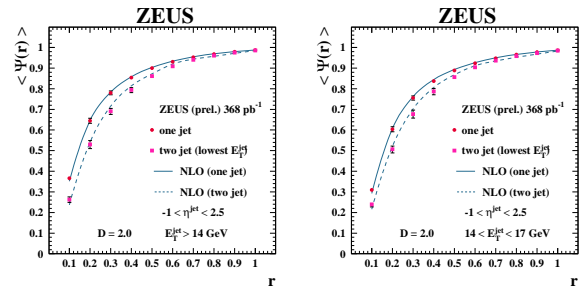 ZEUS
< Ψ(r) >
1
0.9
0.8
0.7
0.6
0.5
0.4
0.3
0.2
0.1
0
ZEUS (prel.) 368 pb⁻¹
one jet
two jet (lowest E_T^jet)
NLO (one jet)
NLO (two jet)
-1 < η^jet < 2.5
D = 2.0 E_T^jet > 14 GeV
0.1 0.2 0.3 0.4 0.5 0.6 0.7 0.8 0.9 1
r
ZEUS
< Ψ(r) >
1
0.9
0.8
0.7
0.6
0.5
0.4
0.3
0.2
0.1
0
ZEUS (prel.) 368 pb⁻¹
one jet
two jet (lowest E_T^jet)
NLO (one jet)
NLO (two jet)
-1 < η^jet < 2.5
D = 2.0 14 < E_T^jet < 17 GeV
0.1 0.2 0.3 0.4 0.5 0.6 0.7 0.8 0.9 1
r